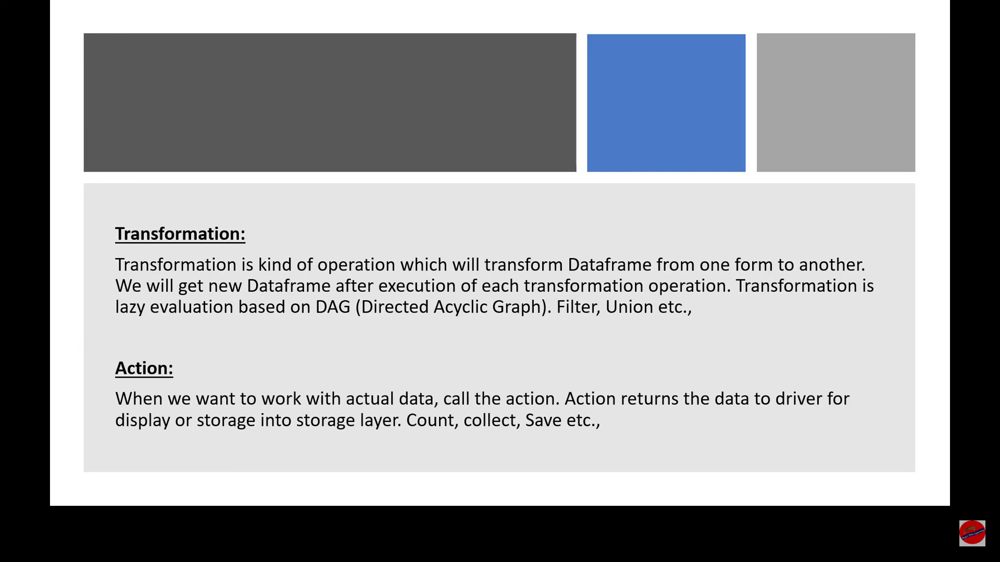 Transformation:
Transformation is kind of operation which will transform Dataframe from one form to another.
We will get new Dataframe after execution of each transformation operation. Transformation is
lazy evaluation based on DAG (Directed Acyclic Graph). Filter, Union etc.,
Action:
When we want to work with actual data, call the action. Action returns the data to driver for
display or storage into storage layer. Count, collect, Save etc.,